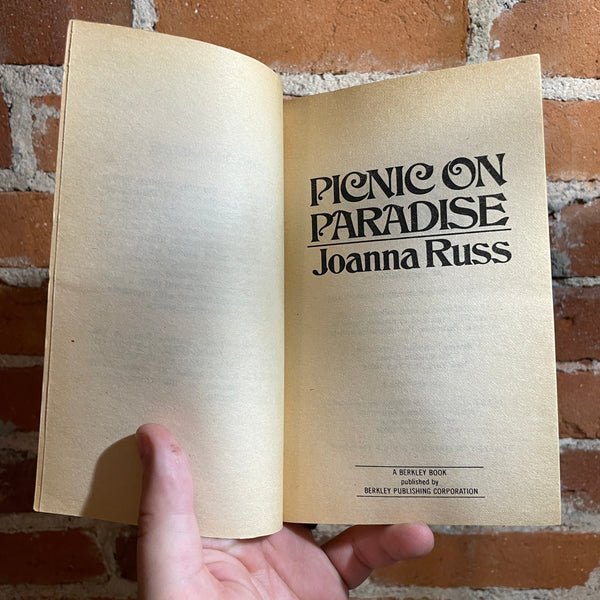 PICNIC ON
PARADISE
Joanna Russ
A BERKLEY BOOK
published by
BERKLEY PUBLISHING CORPORATION